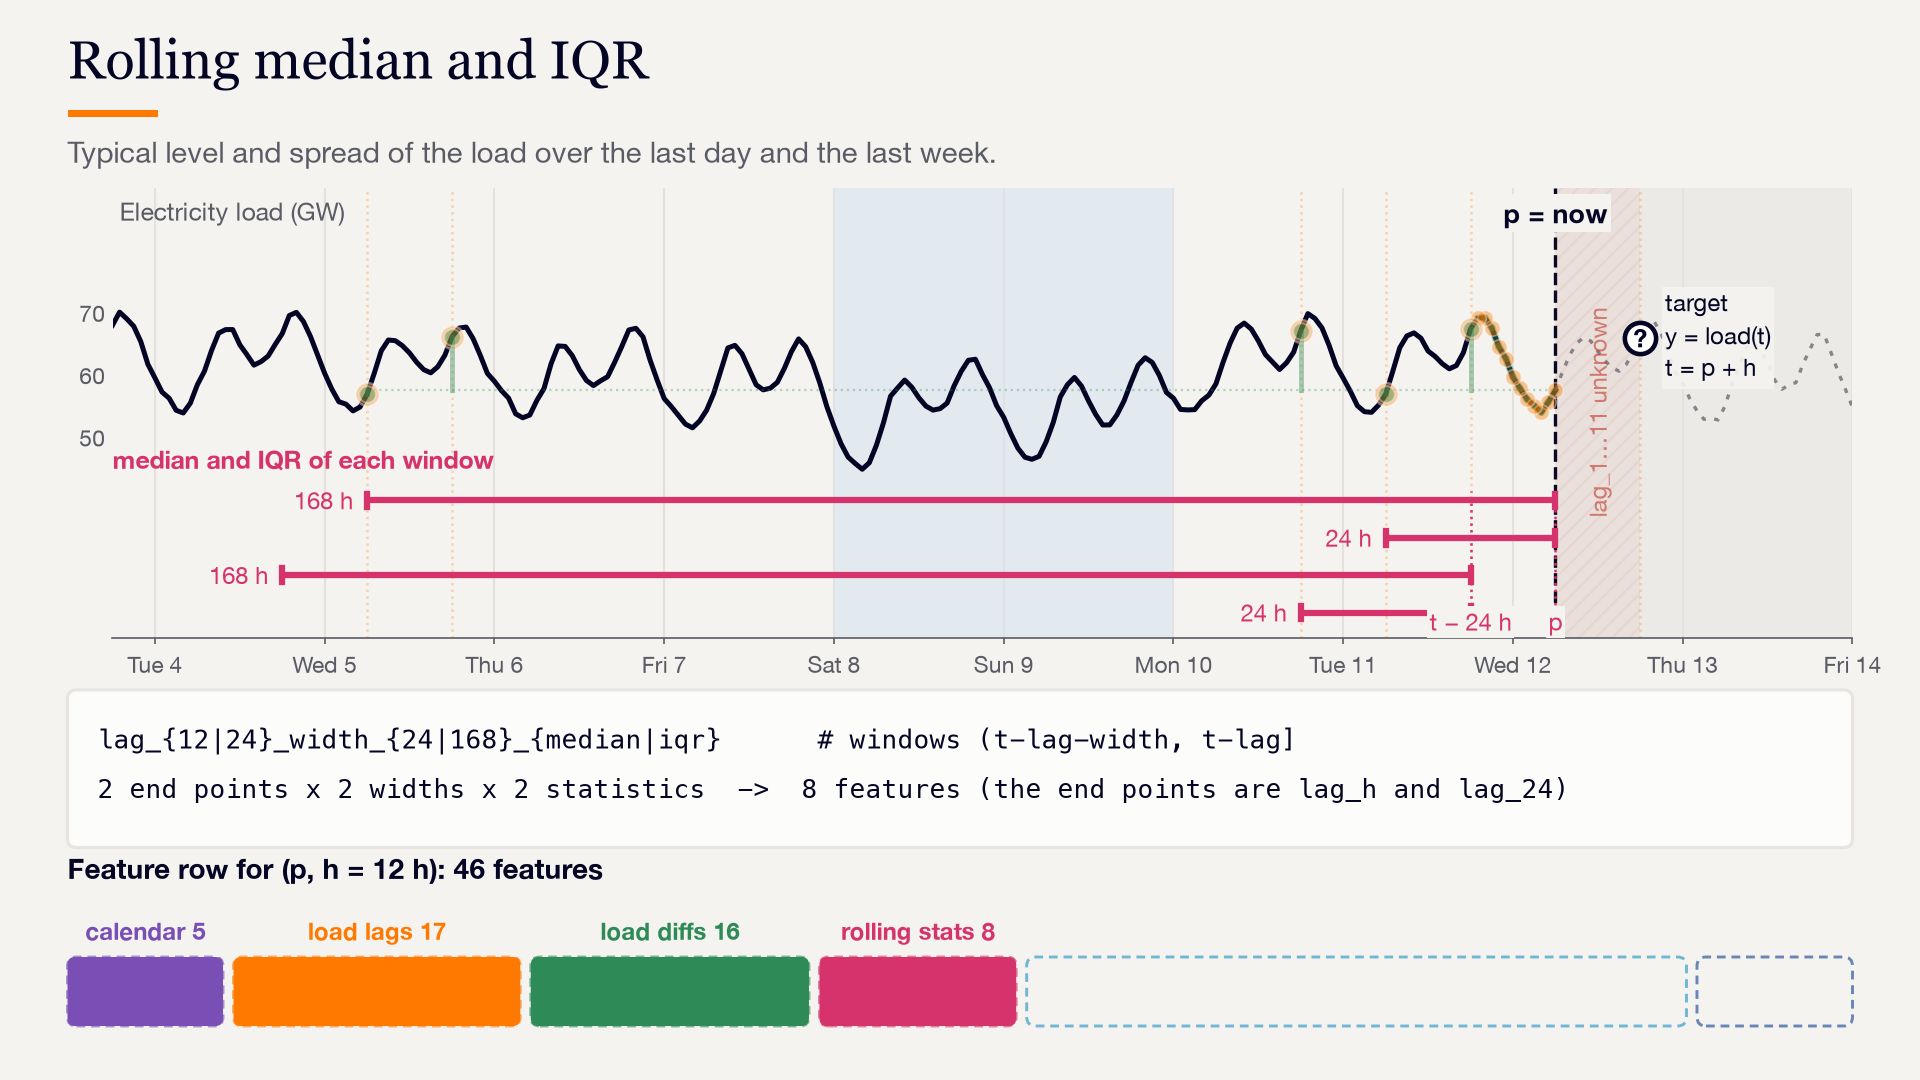 Rolling median and IQR
Typical level and spread of the load over the last day and the last week.
Electricity load (GW)
p = now
70
60
50
target
y = load(t)
t = p + h
?
lag_1…11 unknown
median and IQR of each window
168 h
24 h
168 h
24 h
t − 24 h
p
Tue 4
Wed 5
Thu 6
Fri 7
Sat 8
Sun 9
Mon 10
Tue 11
Wed 12
Thu 13
Fri 14
lag_{12|24}_width_{24|168}_{median|iqr} # windows (t−lag−width, t−lag]
2 end points x 2 widths x 2 statistics −> 8 features (the end points are lag_h and lag_24)
Feature row for (p, h = 12 h): 46 features
calendar 5
load lags 17
load diffs 16
rolling stats 8